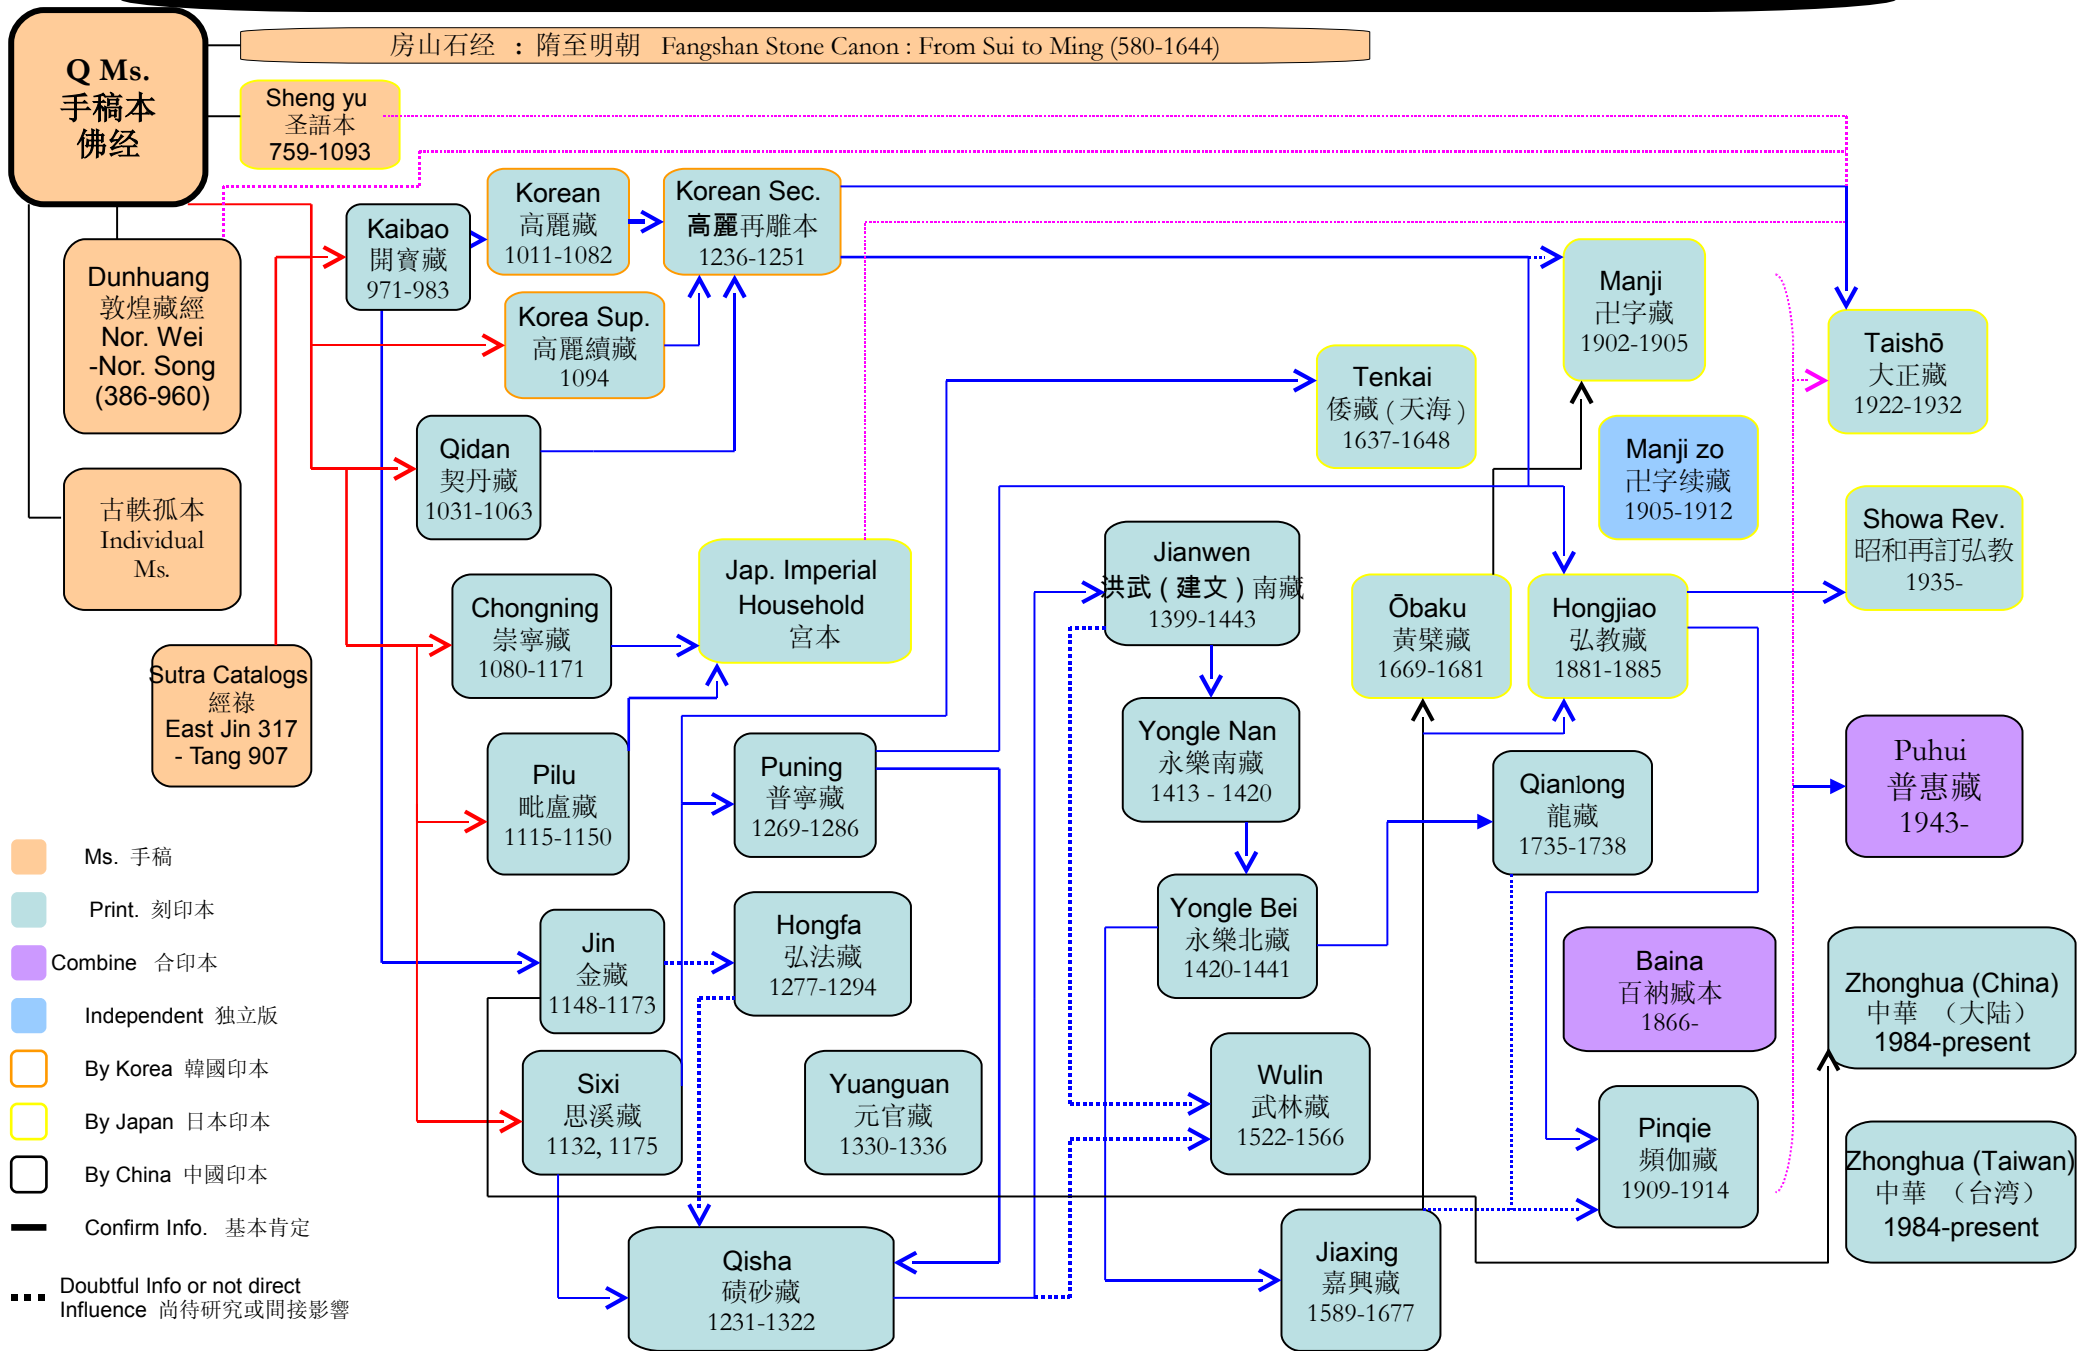 Q Ms.
手稿本
佛经
房山石经 ：隋至明朝 Fangshan Stone Canon : From Sui to Ming (580-1644)
Sheng yu
圣語本
759-1093
Dunhuang
敦煌藏經
Nor. Wei
-Nor. Song
(386-960)
古軼孤本
Individual
Ms.
Sutra Catalogs
經祿
East Jin 317
- Tang 907
Kaibao
開寶藏
971-983
Korean
高麗藏
1011-1082
Korean Sec.
高麗再雕本
1236-1251
Korea Sup.
高麗續藏
1094
Qidan
契丹藏
1031-1063
Chongning
崇寧藏
1080-1171
Jap. Imperial
Household
宮本
Pilu
毗盧藏
1115-1150
Puning
普寧藏
1269-1286
Jin
金藏
1148-1173
Hongfa
弘法藏
1277-1294
Sixi
思溪藏
1132, 1175
Yuanguan
元官藏
1330-1336
Qisha
碛砂藏
1231-1322
Tenkai
倭藏 ( 天海 )
1637-1648
Jianwen
洪武 ( 建文 ) 南藏
1399-1443
Yongle Nan
永樂南藏
1413 - 1420
Yongle Bei
永樂北藏
1420-1441
Wulin
武林藏
1522-1566
Jiaxing
嘉興藏
1589-1677
Manji
卍字藏
1902-1905
Manji zo
卍字续藏
1905-1912
Ōbaku
黃檗藏
1669-1681
Hongjiao
弘教藏
1881-1885
Qianlong
龍藏
1735-1738
Baina
百衲臧本
1866-
Pinqie
頻伽藏
1909-1914
Taishō
大正藏
1922-1932
Showa Rev.
昭和再訂弘教
1935-
Puhui
普惠藏
1943-
Zhonghua (China)
中華 （大陆）
1984-present
Zhonghua (Taiwan)
中華 （台湾）
1984-present
Ms. 手稿
Print. 刻印本
Combine 合印本
Independent 独立版
By Korea 韓國印本
By Japan 日本印本
By China 中國印本
Confirm Info. 基本肯定
Doubtful Info or not direct
Influence 尚待研究或間接影響